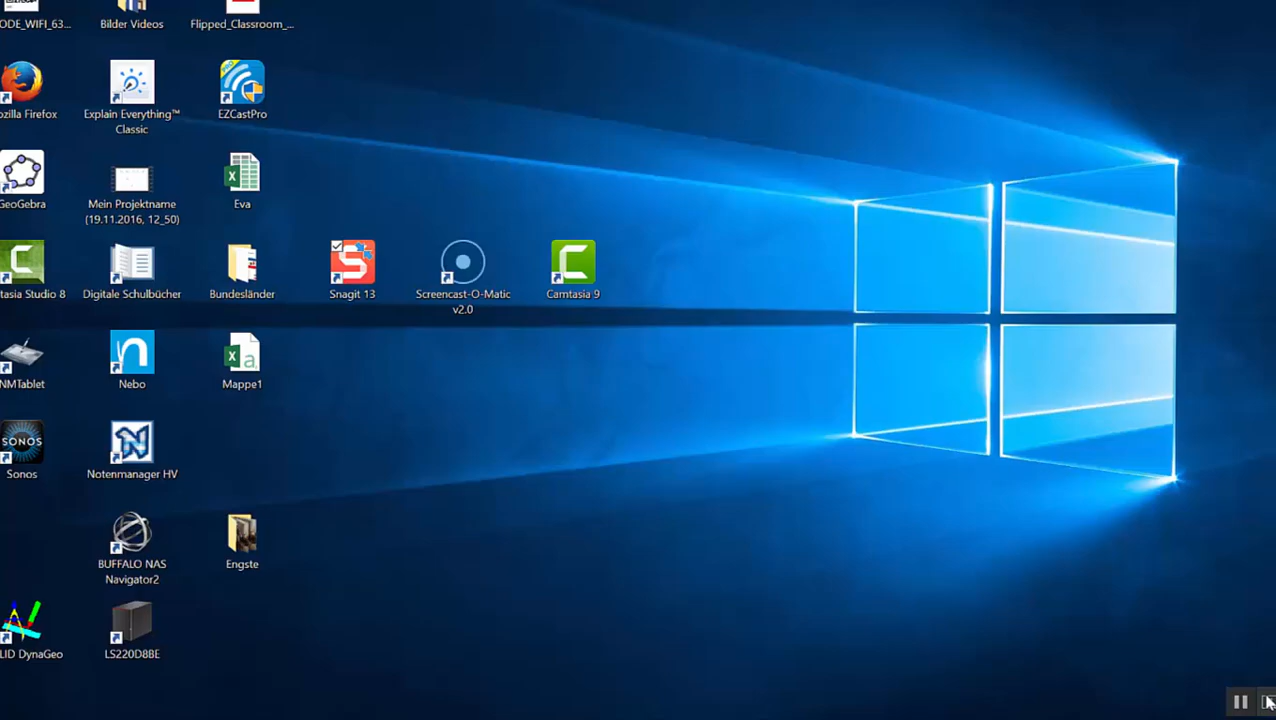 ODE_WIFI_63...
Bilder Videos
Flipped_Classroom_...
ozilla Firefox
Explain Everything™
Classic
PRO
EZCastPro
GeoGebra
Mein Projektname
(19.11.2016, 12_50)
Eva
tasia Studio 8
Digitale Schulbücher
Bundesländer
Snagit 13
Screencast-O-Matic
v2.0
Camtasia 9
NMTablet
Nebo
Mappe1
SONOS
Sonos
Notenmanager HV
BUFFALO NAS
Navigator2
Engste
LID DynaGeo
LS220D8BE